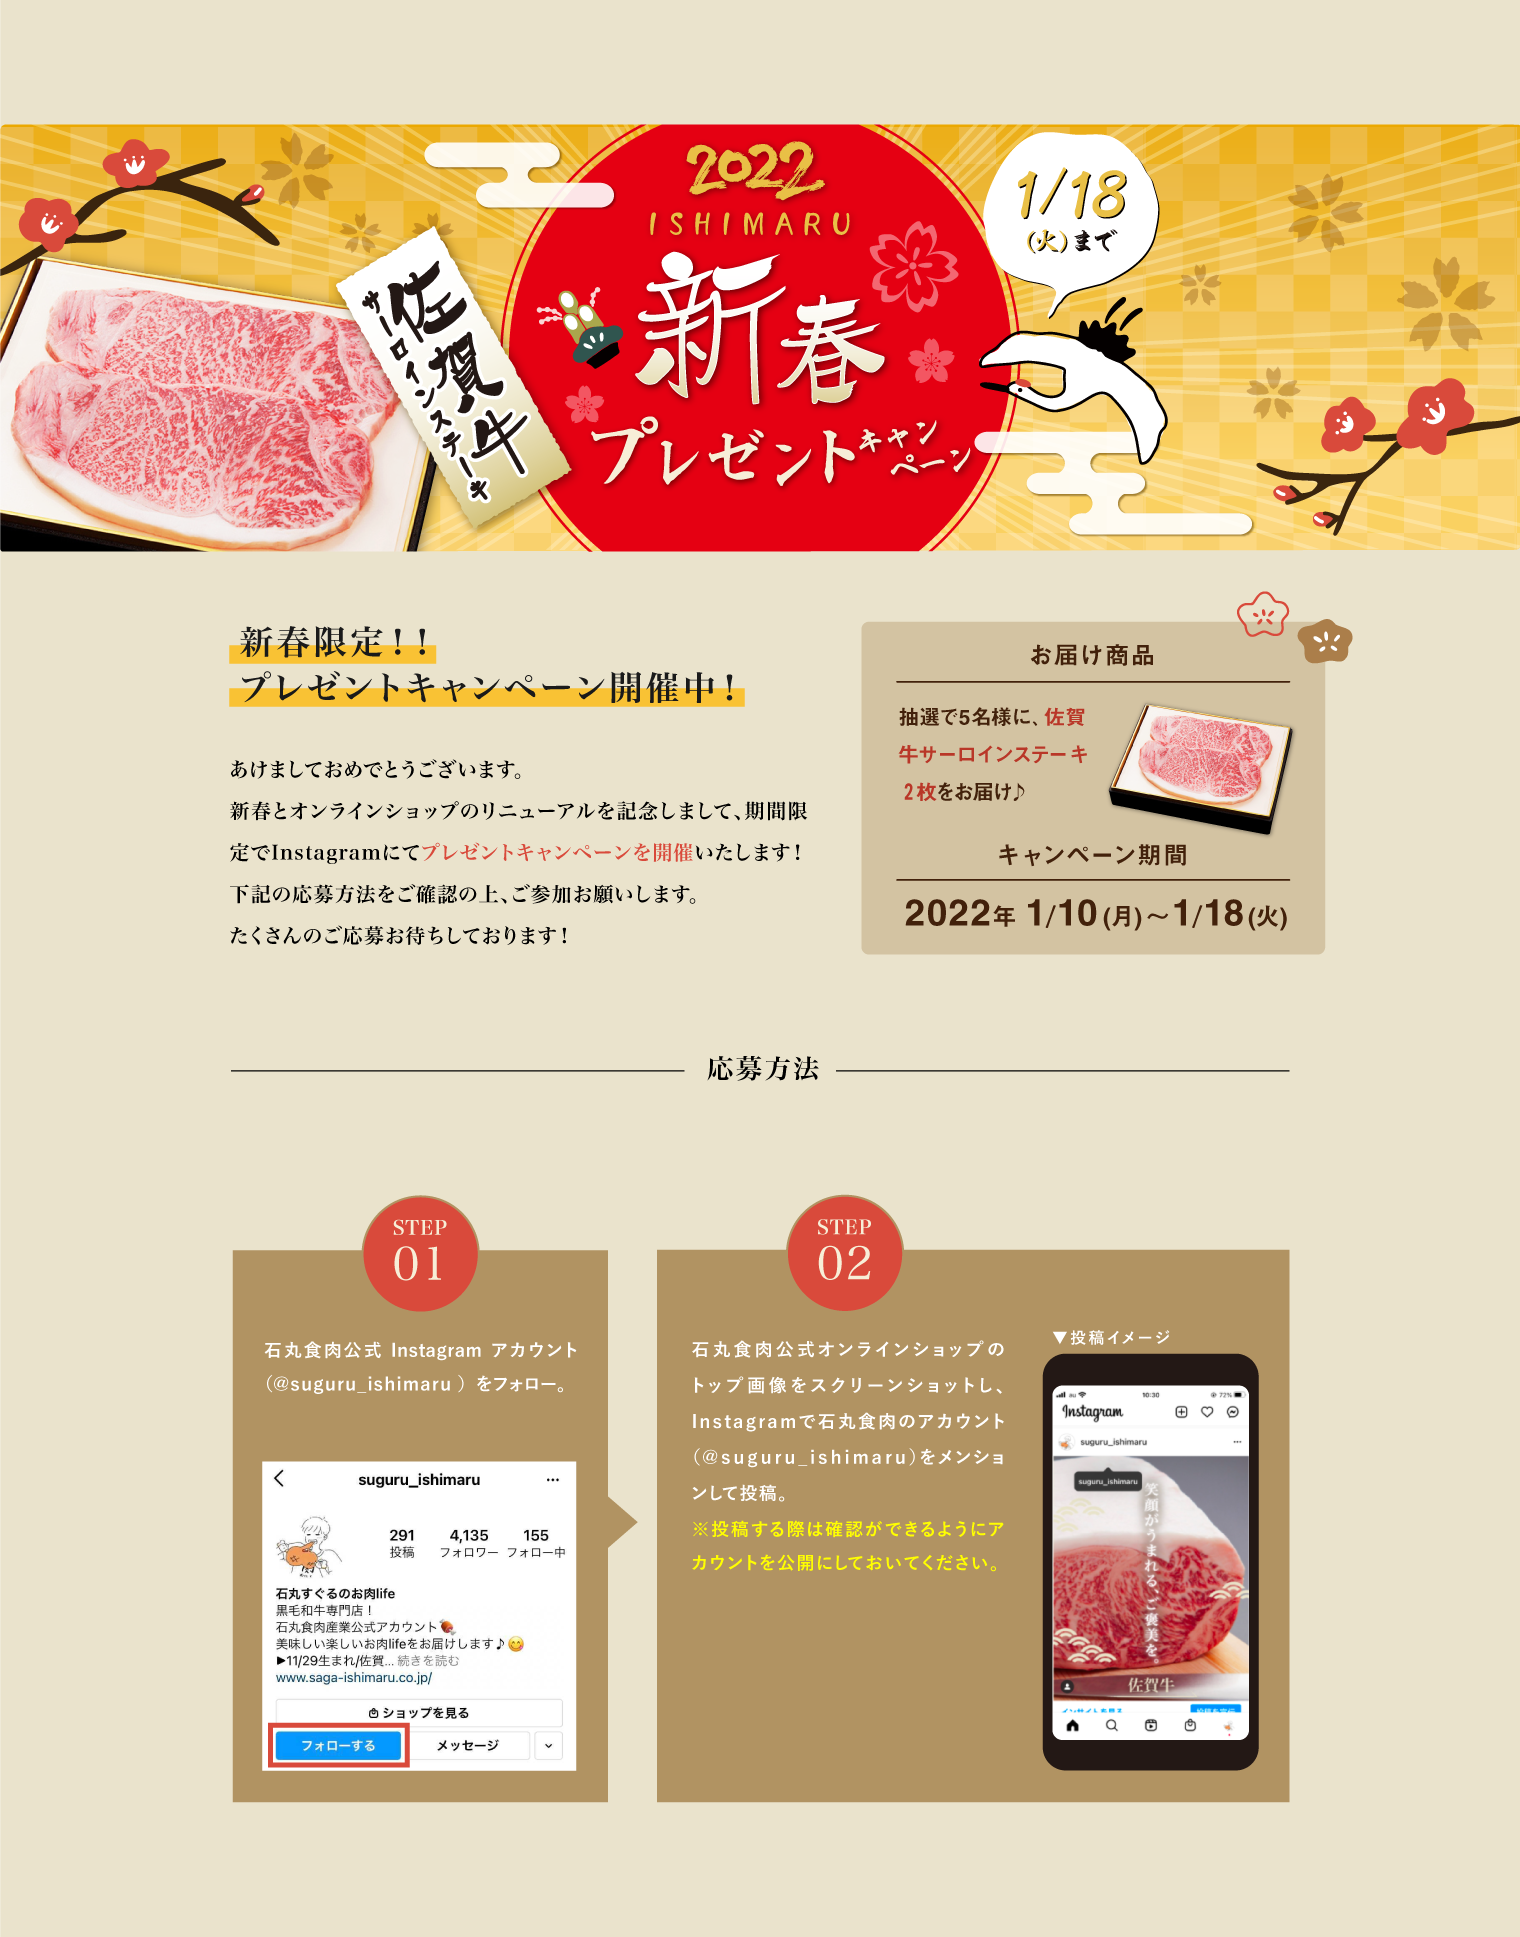 2022
ISHIMARU
新春
プレゼントキャンペーン
1/18
(火)まで
佐賀牛
サーロインステーキ
新春限定！！
プレゼントキャンペーン開催中！
あけましておめでとうございます。
新春とオンラインショップのリニューアルを記念しまして、期間限
定でInstagramにてプレゼントキャンペーンを開催いたします！
下記の応募方法をご確認の上、ご参加お願いします。
たくさんのご応募お待ちしております！
お届け商品
抽選で5名様に、佐賀
牛サーロインステーキ
2枚をお届け♪
キャンペーン期間
2022年 1/10(月)〜1/18(火)
応募方法
STEP
01
石丸食肉公式 Instagram アカウント
（@suguru_ishimaru ）をフォロー。
suguru_ishimaru
291 4,135 155
投稿 フォロワー フォロー中
石丸すぐるのお肉life
黒毛和牛専門店！
石丸食肉産業公式アカウント🍖
美味しい楽しいお肉lifeをお届けします♪😋
▶11/29生まれ/佐賀... 続きを読む
www.saga-ishimaru.co.jp/
ショップを見る
フォローする メッセージ
STEP
02
石丸食肉公式オンラインショップの
トップ画像をスクリーンショットし、
Instagramで石丸食肉のアカウント
（@suguru_ishimaru）をメンショ
ンして投稿。
※投稿する際は確認ができるようにア
カウントを公開にしておいてください。
▼投稿イメージ
au 10:30 72%
Instagram
suguru_ishimaru
suguru_ishimaru
笑顔がうまれる、ご褒美を。
佐賀牛
インサイトを見る 投稿を宣伝